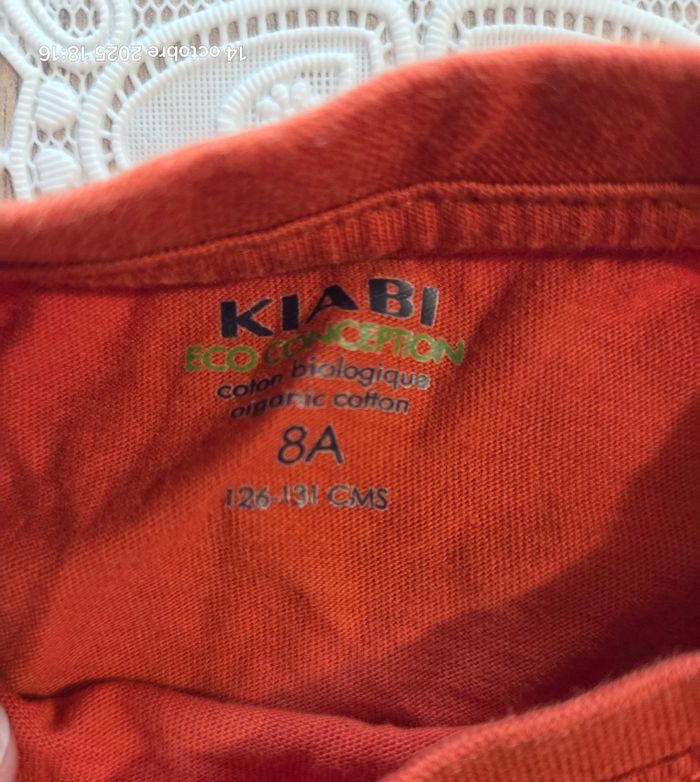 14 octobre 2025 18:16
KIABI
ECO CONCEPTION
coton biologique
organic cotton
8A
126-131 CMS